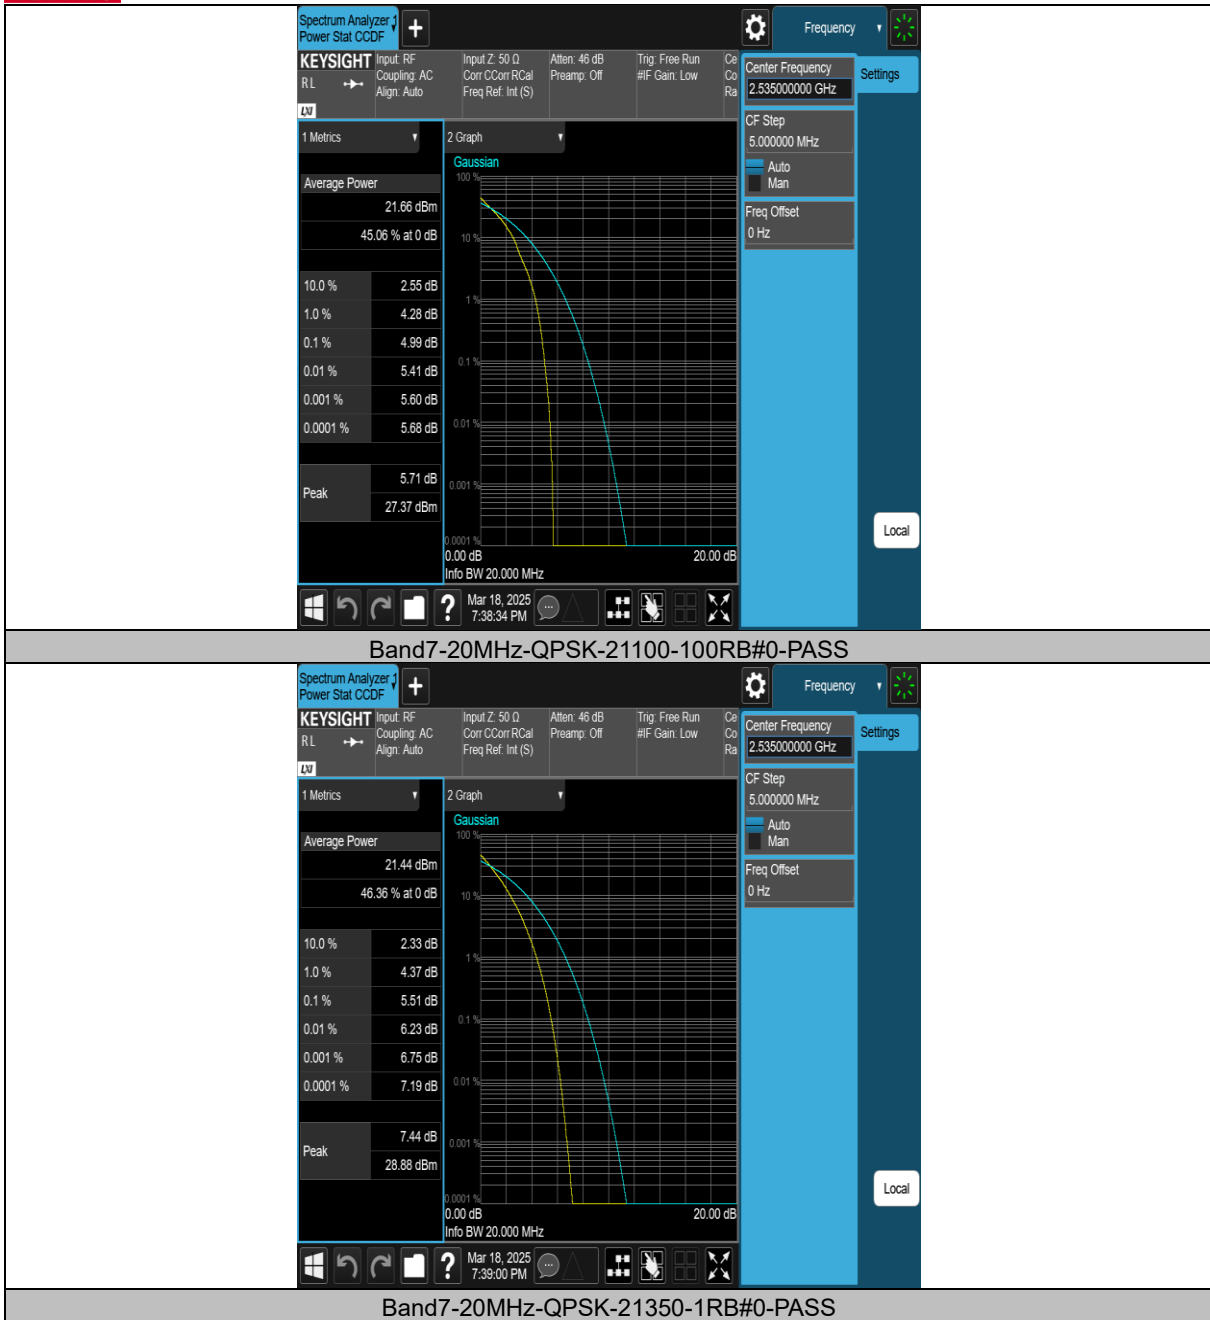 Spectrum Analyzer 1
Power Stat CCDF
+
Frequency
KEYSIGHT
RL
LXI
Input: RF
Coupling: AC
Align: Auto
Input Z: 50 Ω
Corr CCorr RCal
Freq Ref: Int (S)
Atten: 46 dB
Preamp: Off
Trig: Free Run
#IF Gain: Low
Ce
Co
Ra
Center Frequency
2.535000000 GHz
Settings
CF Step
5.000000 MHz
Auto
Man
Freq Offset
0 Hz
1 Metrics
2 Graph
Gaussian
Average Power
21.66 dBm
45.06 % at 0 dB
10.0 % 2.55 dB
1.0 % 4.28 dB
0.1 % 4.99 dB
0.01 % 5.41 dB
0.001 % 5.60 dB
0.0001 % 5.68 dB
Peak
5.71 dB
27.37 dBm
100 %
10 %
1 %
0.1 %
0.01 %
0.001 %
0.0001 %
0.00 dB 20.00 dB
Info BW 20.000 MHz
Local
?
Mar 18, 2025
7:38:34 PM
Band7-20MHz-QPSK-21100-100RB#0-PASS
Spectrum Analyzer 1
Power Stat CCDF
+
Frequency
KEYSIGHT
RL
LXI
Input: RF
Coupling: AC
Align: Auto
Input Z: 50 Ω
Corr CCorr RCal
Freq Ref: Int (S)
Atten: 46 dB
Preamp: Off
Trig: Free Run
#IF Gain: Low
Ce
Co
Ra
Center Frequency
2.535000000 GHz
Settings
CF Step
5.000000 MHz
Auto
Man
Freq Offset
0 Hz
1 Metrics
2 Graph
Gaussian
Average Power
21.44 dBm
46.36 % at 0 dB
10.0 % 2.33 dB
1.0 % 4.37 dB
0.1 % 5.51 dB
0.01 % 6.23 dB
0.001 % 6.75 dB
0.0001 % 7.19 dB
Peak
7.44 dB
28.88 dBm
100 %
10 %
1 %
0.1 %
0.01 %
0.001 %
0.0001 %
0.00 dB 20.00 dB
Info BW 20.000 MHz
Local
?
Mar 18, 2025
7:39:00 PM
Band7-20MHz-QPSK-21350-1RB#0-PASS